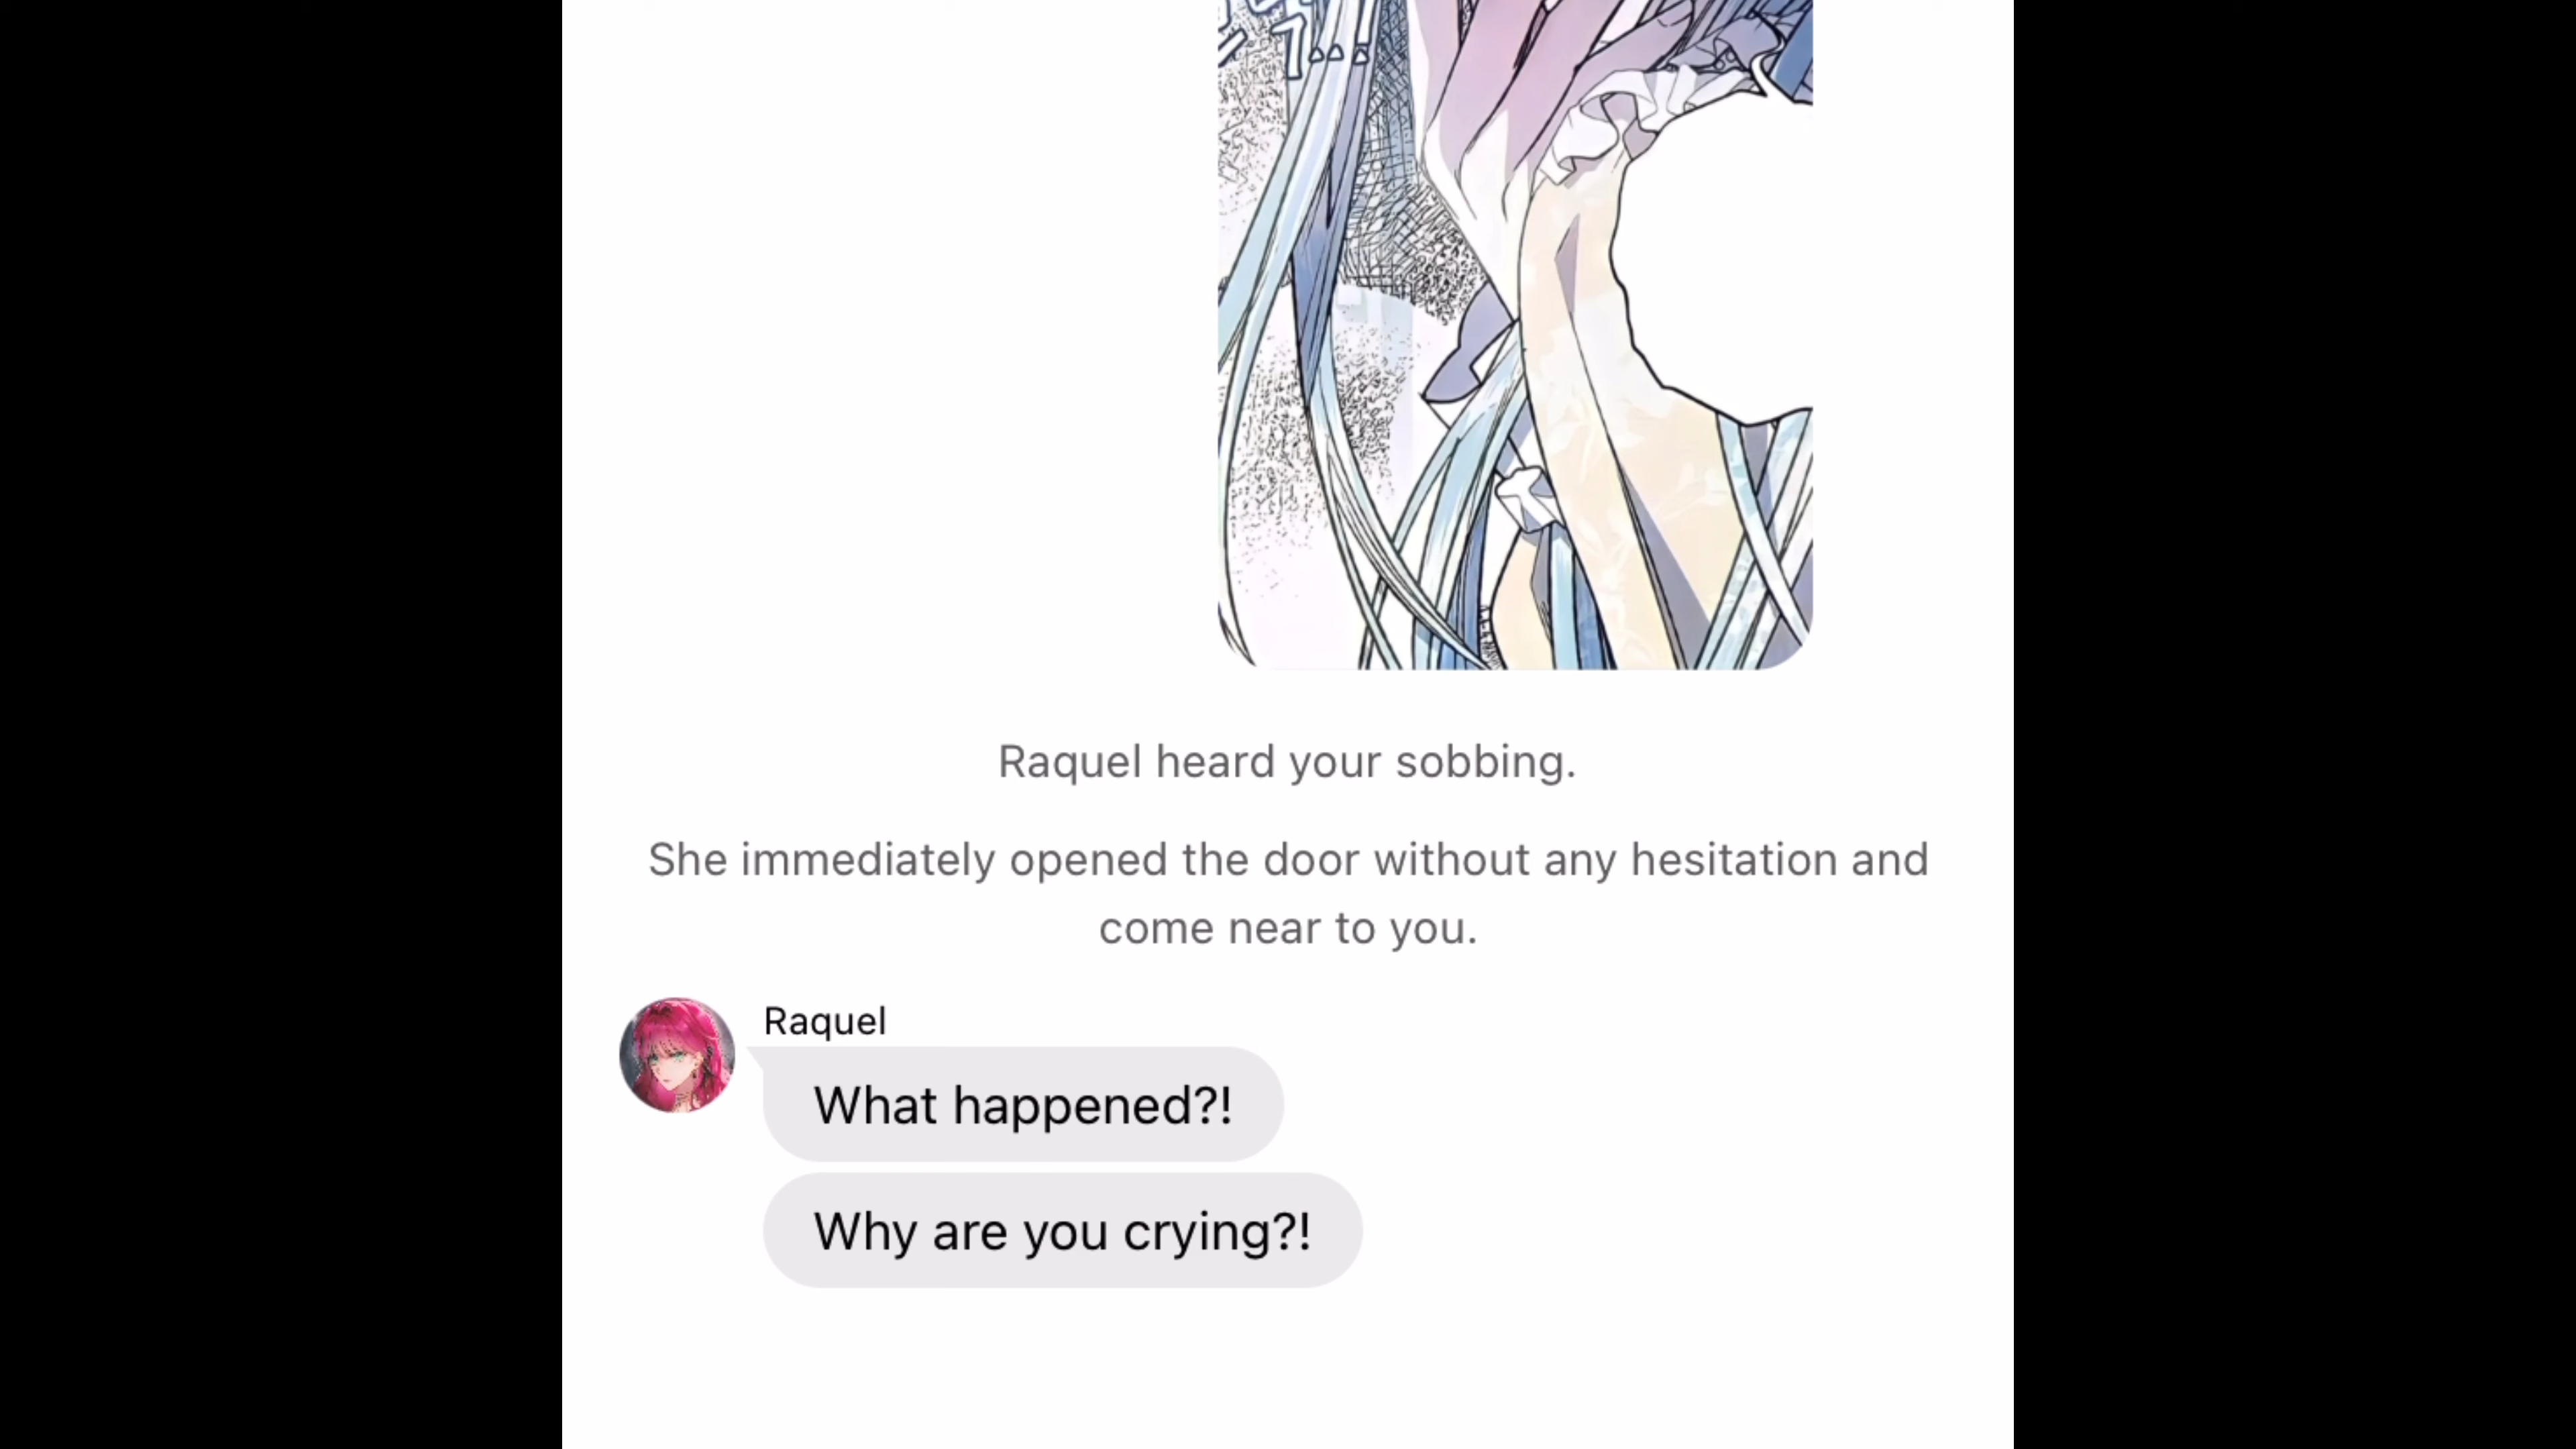 Raquel heard your sobbing.
She immediately opened the door without any hesitation and
come near to you.
Raquel
What happened?!
Why are you crying?!